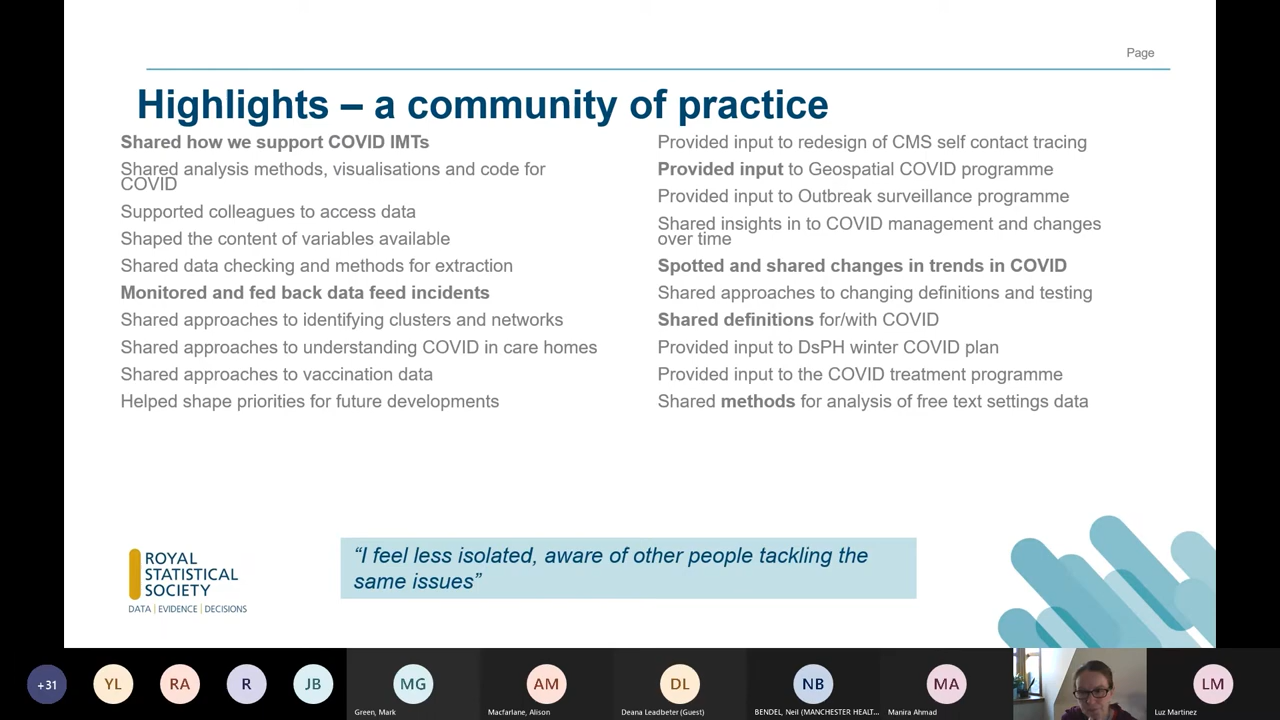 Page
Highlights – a community of practice
Shared how we support COVID IMTs
Shared analysis methods, visualisations and code for
COVID
Supported colleagues to access data
Shaped the content of variables available
Shared data checking and methods for extraction
Monitored and fed back data feed incidents
Shared approaches to identifying clusters and networks
Shared approaches to understanding COVID in care homes
Shared approaches to vaccination data
Helped shape priorities for future developments
Provided input to redesign of CMS self contact tracing
Provided input to Geospatial COVID programme
Provided input to Outbreak surveillance programme
Shared insights in to COVID management and changes
over time
Spotted and shared changes in trends in COVID
Shared approaches to changing definitions and testing
Shared definitions for/with COVID
Provided input to DsPH winter COVID plan
Provided input to the COVID treatment programme
Shared methods for analysis of free text settings data
ROYAL
STATISTICAL
SOCIETY
DATA | EVIDENCE | DECISIONS
“I feel less isolated, aware of other people tackling the
same issues”
+31
YL
RA
R
JB
MG
Green, Mark
AM
Macfarlane, Alison
DL
Deana Leadbeter (Guest)
NB
BENDEL, Neil (MANCHESTER HEALT...
MA
Manira Ahmad
LM
Luz Martinez